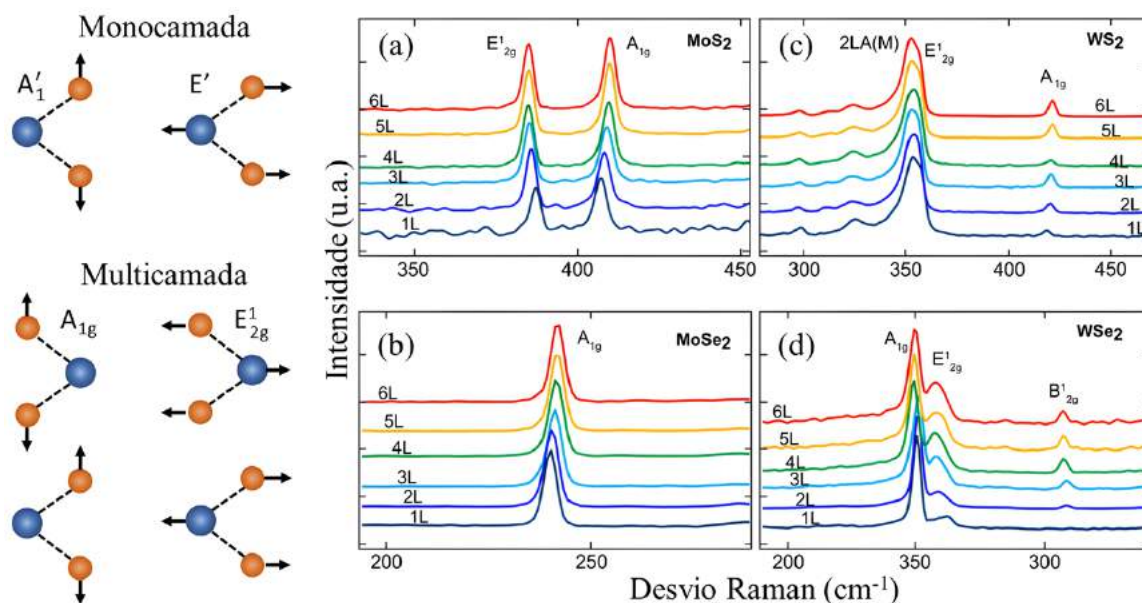 Monocamada
A′₁
E′
Multicamada
A₁g
E¹₂g
Intensidade (u.a.)
(a)
E¹₂g
A₁g
MoS₂
6L
5L
4L
3L
2L
1L
350
400
450
(c)
2LA(M)
E¹₂g
A₁g
WS₂
6L
5L
4L
3L
2L
1L
300
350
400
450
(b)
A₁g
MoSe₂
6L
5L
4L
3L
2L
1L
200
250
(d)
A₁g
E¹₂g
B¹₂g
WSe₂
6L
5L
4L
3L
2L
1L
200
350
300
Desvio Raman (cm⁻¹)